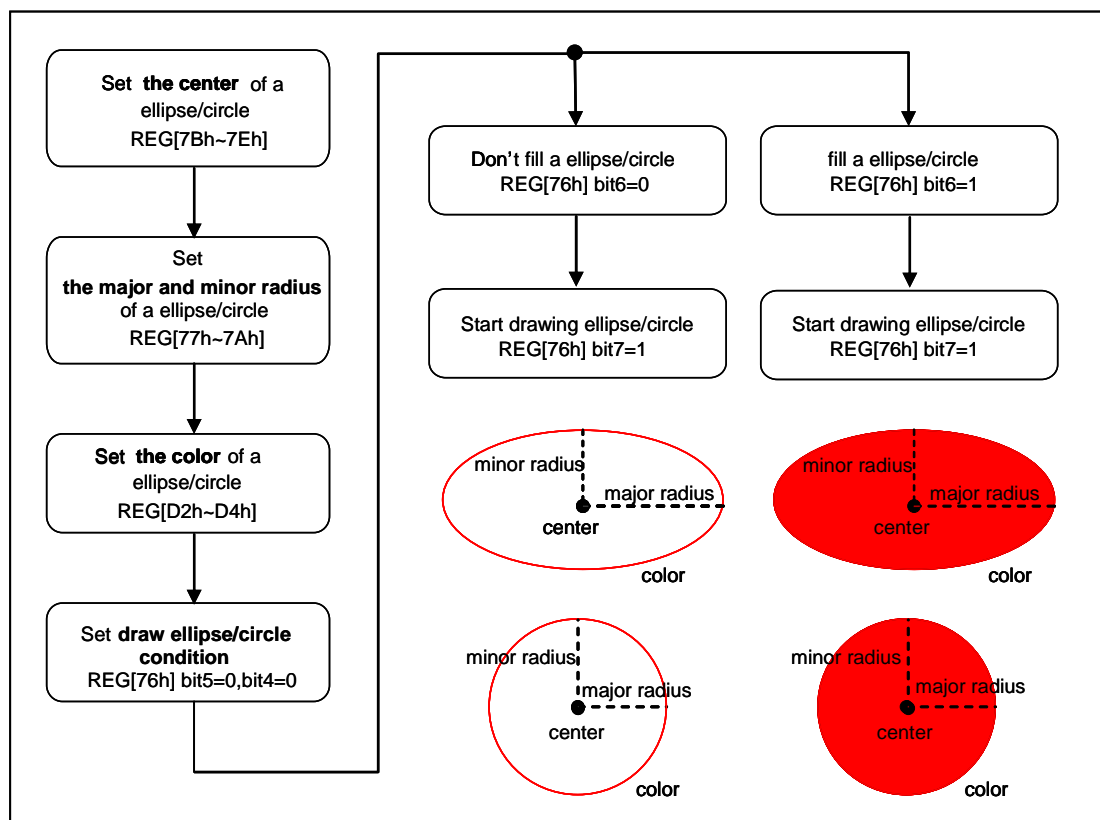 Set the center of a
ellipse/circle
REG[7Bh~7Eh]
Set
the major and minor radius
of a ellipse/circle
REG[77h~7Ah]
Set the color of a
ellipse/circle
REG[D2h~D4h]
Set draw ellipse/circle
condition
REG[76h] bit5=0,bit4=0
Don't fill a ellipse/circle
REG[76h] bit6=0
Start drawing ellipse/circle
REG[76h] bit7=1
fill a ellipse/circle
REG[76h] bit6=1
Start drawing ellipse/circle
REG[76h] bit7=1
minor radius
major radius
center
color
minor radius
major radius
center
color
minor radius
major radius
center
color
minor radius
major radius
center
color